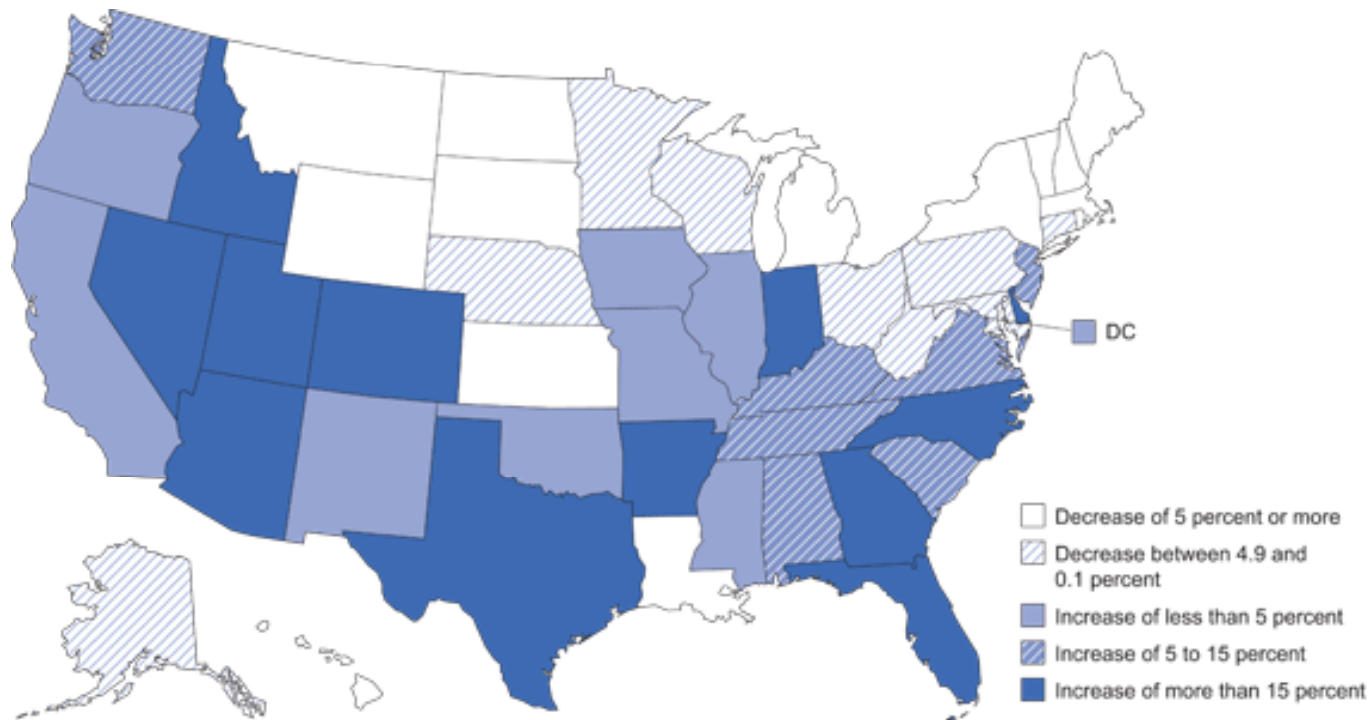 DC
Decrease of 5 percent or more
Decrease between 4.9 and
0.1 percent
Increase of less than 5 percent
Increase of 5 to 15 percent
Increase of more than 15 percent